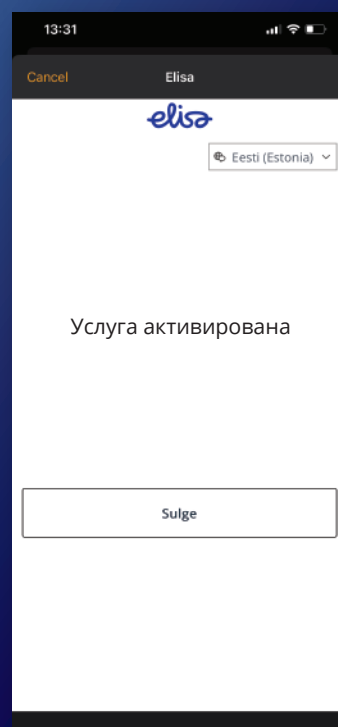 13:31
Cancel
Elisa
elisa
Eesti (Estonia)
Услуга активирована
Sulge